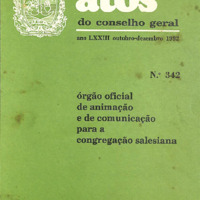 atos
do conselho geral
ano LXXIII outubro-dezembro 1992
N.º 342
órgão oficial
de animação
e de comunicação
para a
congregação salesiana